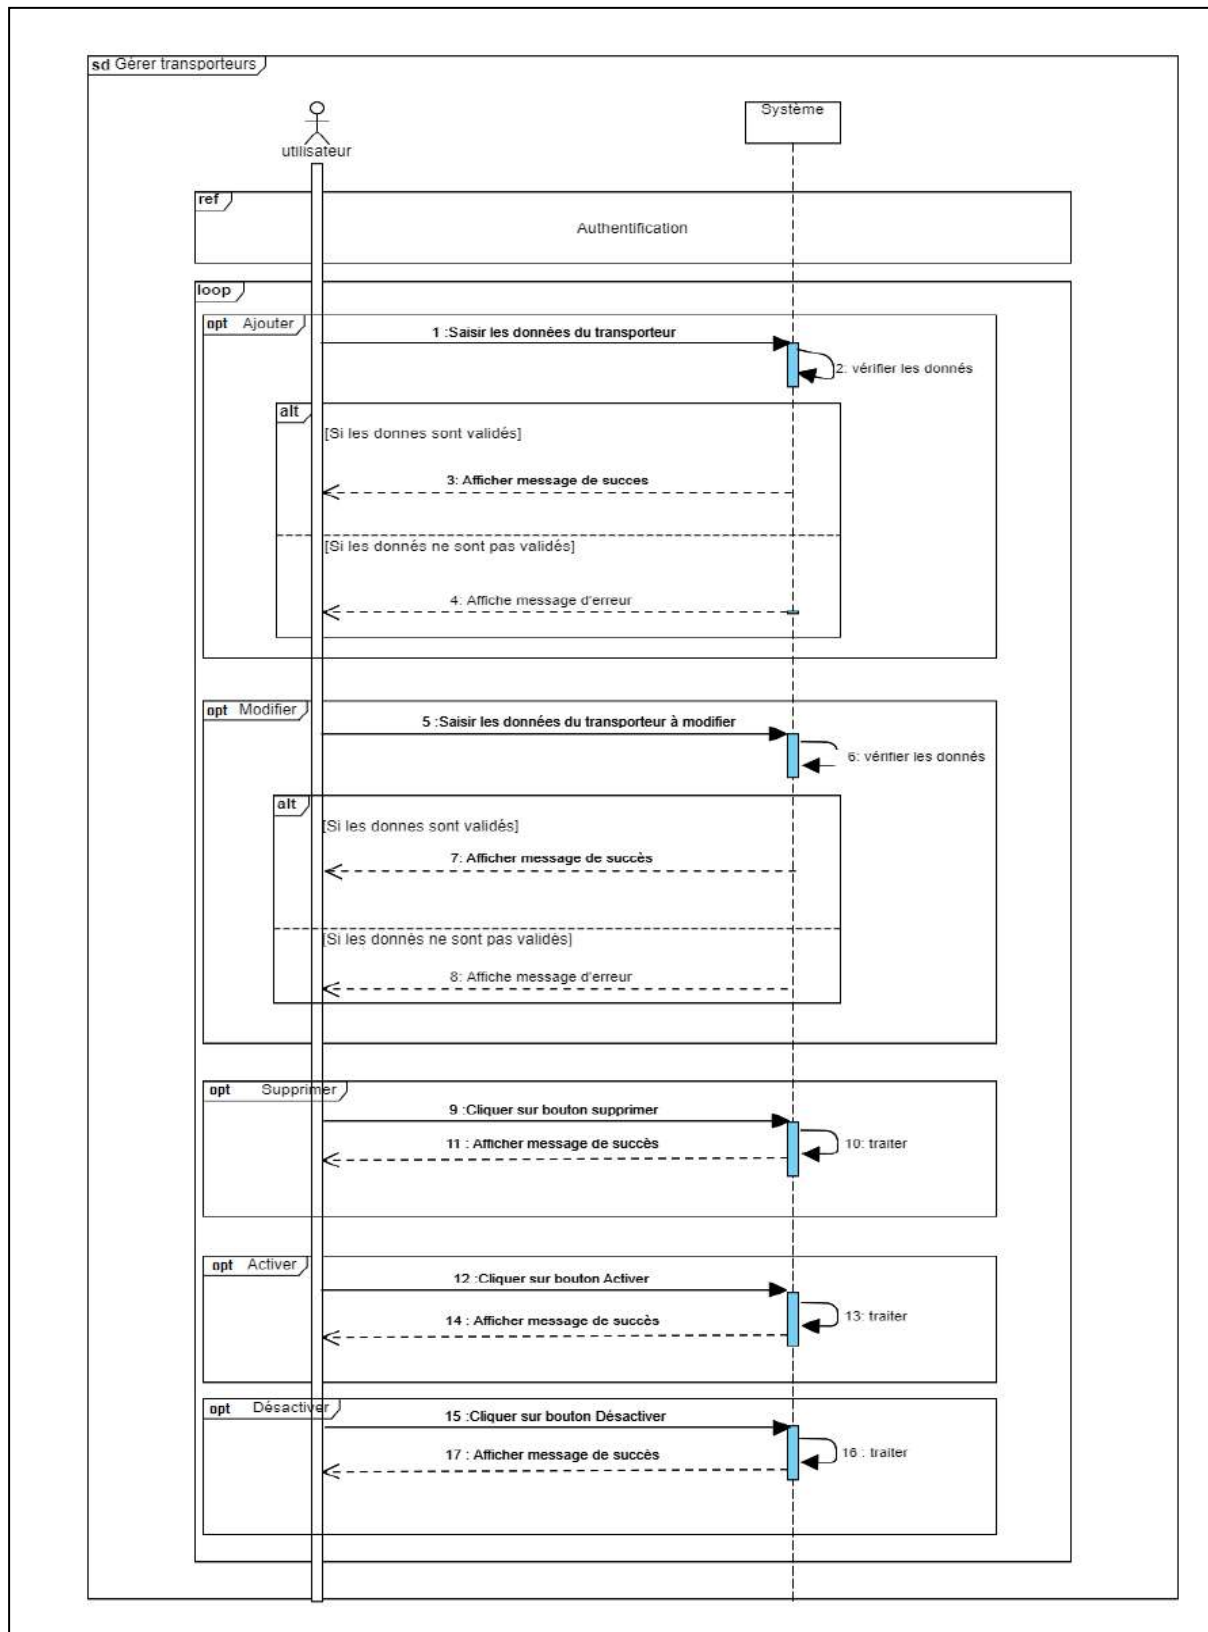 sd Gérer transporteurs
Système
utilisateur
ref
Authentification
loop
opt Ajouter
1 :Saisir les données du transporteur
2: vérifier les donnés
alt
[Si les donnes sont validés]
3: Afficher message de succes
[Si les donnés ne sont pas validés]
4: Affiche message d'erreur
opt Modifier
5 :Saisir les données du transporteur à modifier
6: vérifier les donnés
alt
[Si les donnes sont validés]
7: Afficher message de succès
[Si les donnés ne sont pas validés]
8: Affiche message d'erreur
opt Supprimer
9 :Cliquer sur bouton supprimer
11 : Afficher message de succès
10: traiter
opt Activer
12 :Cliquer sur bouton Activer
14 : Afficher message de succès
13: traiter
opt Désactiver
15 :Cliquer sur bouton Désactiver
17 : Afficher message de succès
16 : traiter